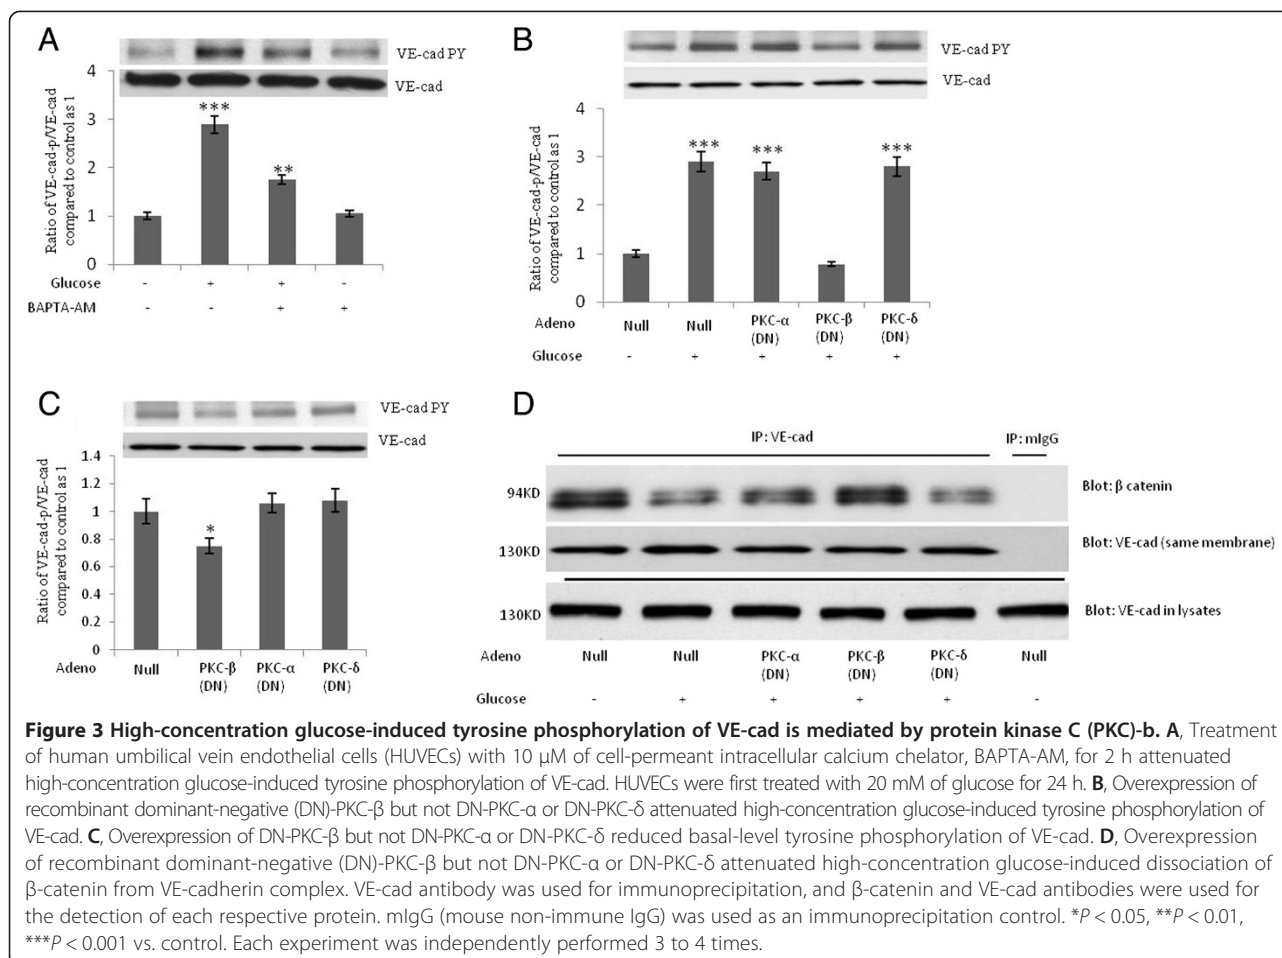 A
VE-cad PY
VE-cad
Ratio of VE-cad-p/VE-cad
compared to control as 1
4
3
2
1
0
***
**
Glucose - + + -
BAPTA-AM - - + +
B
VE-cad PY
VE-cad
Ratio of VE-cad-p/VE-cad
compared to control as 1
4
3
2
1
0
*** *** ***
Adeno Null Null PKC-α (DN) PKC-β (DN) PKC-δ (DN)
Glucose - + + + +
C
VE-cad PY
VE-cad
Ratio of VE-cad-p/VE-cad
compared to control as 1
1.4
1.2
1
0.8
0.6
0.4
0.2
0
*
Adeno Null PKC-β (DN) PKC-α (DN) PKC-δ (DN)
D
IP: VE-cad IP: mIgG
94KD Blot: β catenin
130KD Blot: VE-cad (same membrane)
130KD Blot: VE-cad in lysates
Adeno Null Null PKC-α (DN) PKC-β (DN) PKC-δ (DN) Null
Glucose - + + + + -
Figure 3 High-concentration glucose-induced tyrosine phosphorylation of VE-cad is mediated by protein kinase C (PKC)-b. A, Treatment
of human umbilical vein endothelial cells (HUVECs) with 10 μM of cell-permeant intracellular calcium chelator, BAPTA-AM, for 2 h attenuated
high-concentration glucose-induced tyrosine phosphorylation of VE-cad. HUVECs were first treated with 20 mM of glucose for 24 h. B, Overexpression of
recombinant dominant-negative (DN)-PKC-β but not DN-PKC-α or DN-PKC-δ attenuated high-concentration glucose-induced tyrosine phosphorylation of
VE-cad. C, Overexpression of DN-PKC-β but not DN-PKC-α or DN-PKC-δ reduced basal-level tyrosine phosphorylation of VE-cad. D, Overexpression
of recombinant dominant-negative (DN)-PKC-β but not DN-PKC-α or DN-PKC-δ attenuated high-concentration glucose-induced dissociation of
β-catenin from VE-cadherin complex. VE-cad antibody was used for immunoprecipitation, and β-catenin and VE-cad antibodies were used for
the detection of each respective protein. mIgG (mouse non-immune IgG) was used as an immunoprecipitation control. *P < 0.05, **P < 0.01,
***P < 0.001 vs. control. Each experiment was independently performed 3 to 4 times.